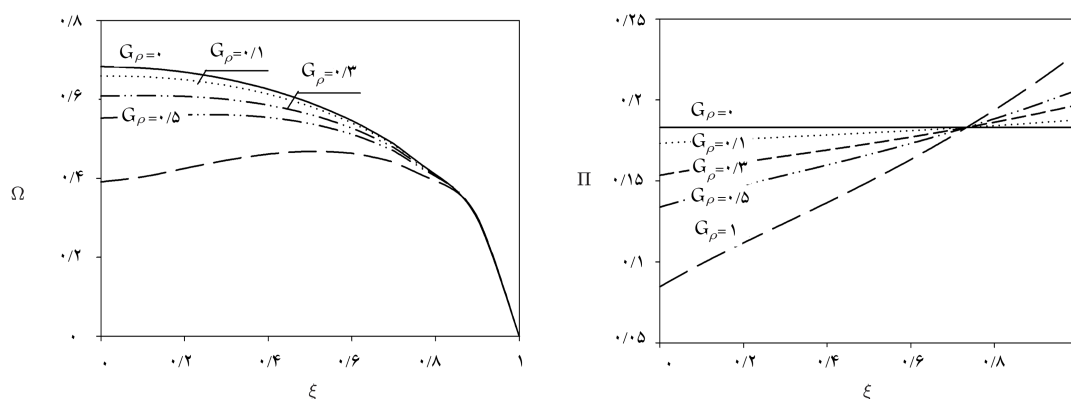 ۰/۸
۰/۶
۰/۴
۰/۲
۰
Ω
Gρ=۰
Gρ=۰/۱
Gρ=۰/۳
Gρ=۰/۵
۰ ۰/۲ ۰/۴ ۰/۶ ۰/۸ ۱
ξ
۰/۲۵
۰/۲
۰/۱۵
۰/۱
۰/۰۵
Π
Gρ=۰
Gρ=۰/۱
Gρ=۰/۳
Gρ=۰/۵
Gρ=۱
۰ ۰/۲ ۰/۴ ۰/۶ ۰/۸
ξ